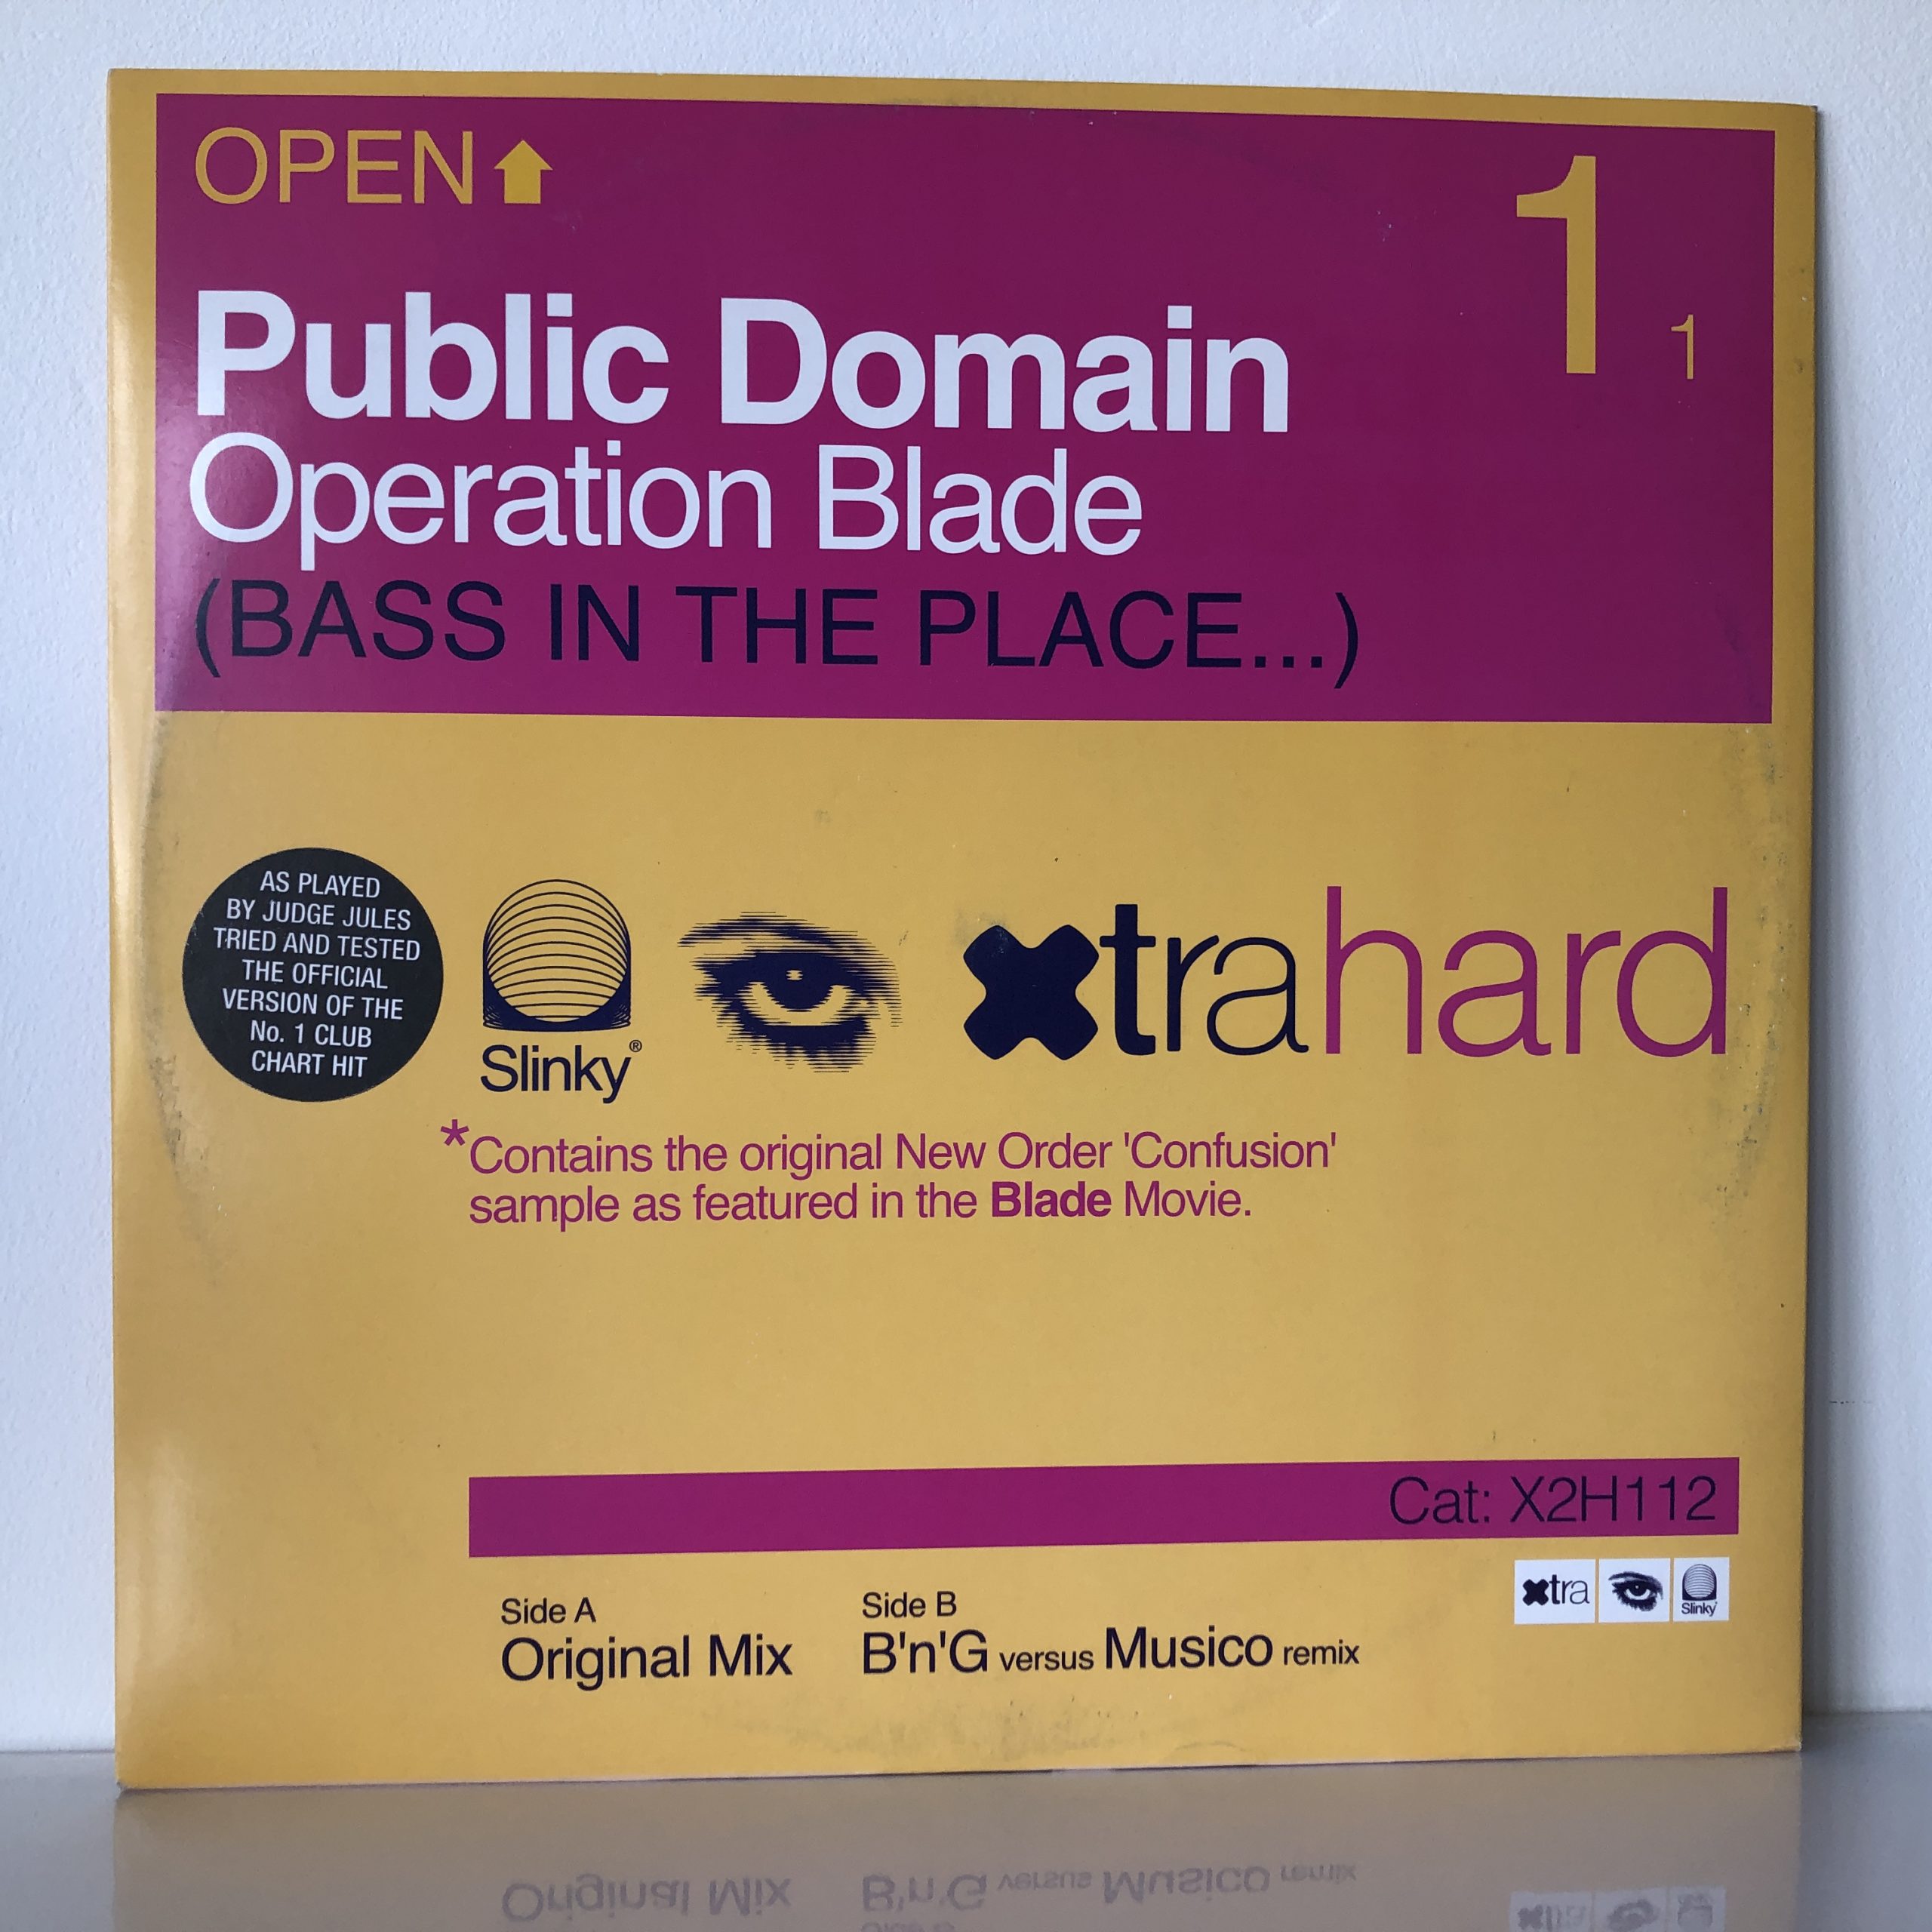 OPEN
1
1
Public Domain
Operation Blade
(BASS IN THE PLACE...)
AS PLAYED
BY JUDGE JULES
TRIED AND TESTED
THE OFFICIAL
VERSION OF THE
No. 1 CLUB
CHART HIT
Slinky®
xtrahard
*Contains the original New Order 'Confusion'
sample as featured in the Blade Movie.
Cat: X2H112
xtra
Slinky
Side A
Original Mix
Side B
B'n'G versus Musico remix